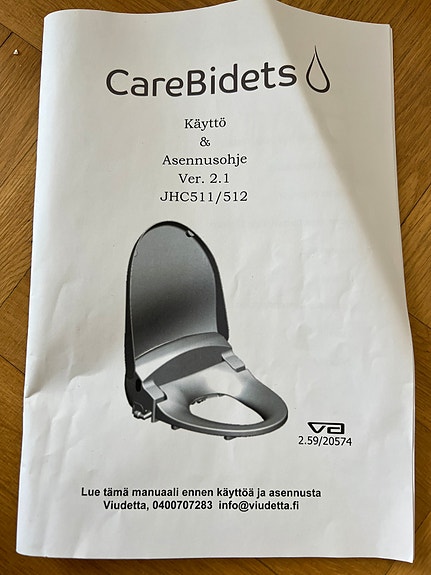 CareBidets
Käyttö
&
Asennusohje
Ver. 2.1
JHC511/512
va
2.59/20574
Lue tämä manuaali ennen käyttöä ja asennusta
Viudetta, 0400707283 info@viudetta.fi